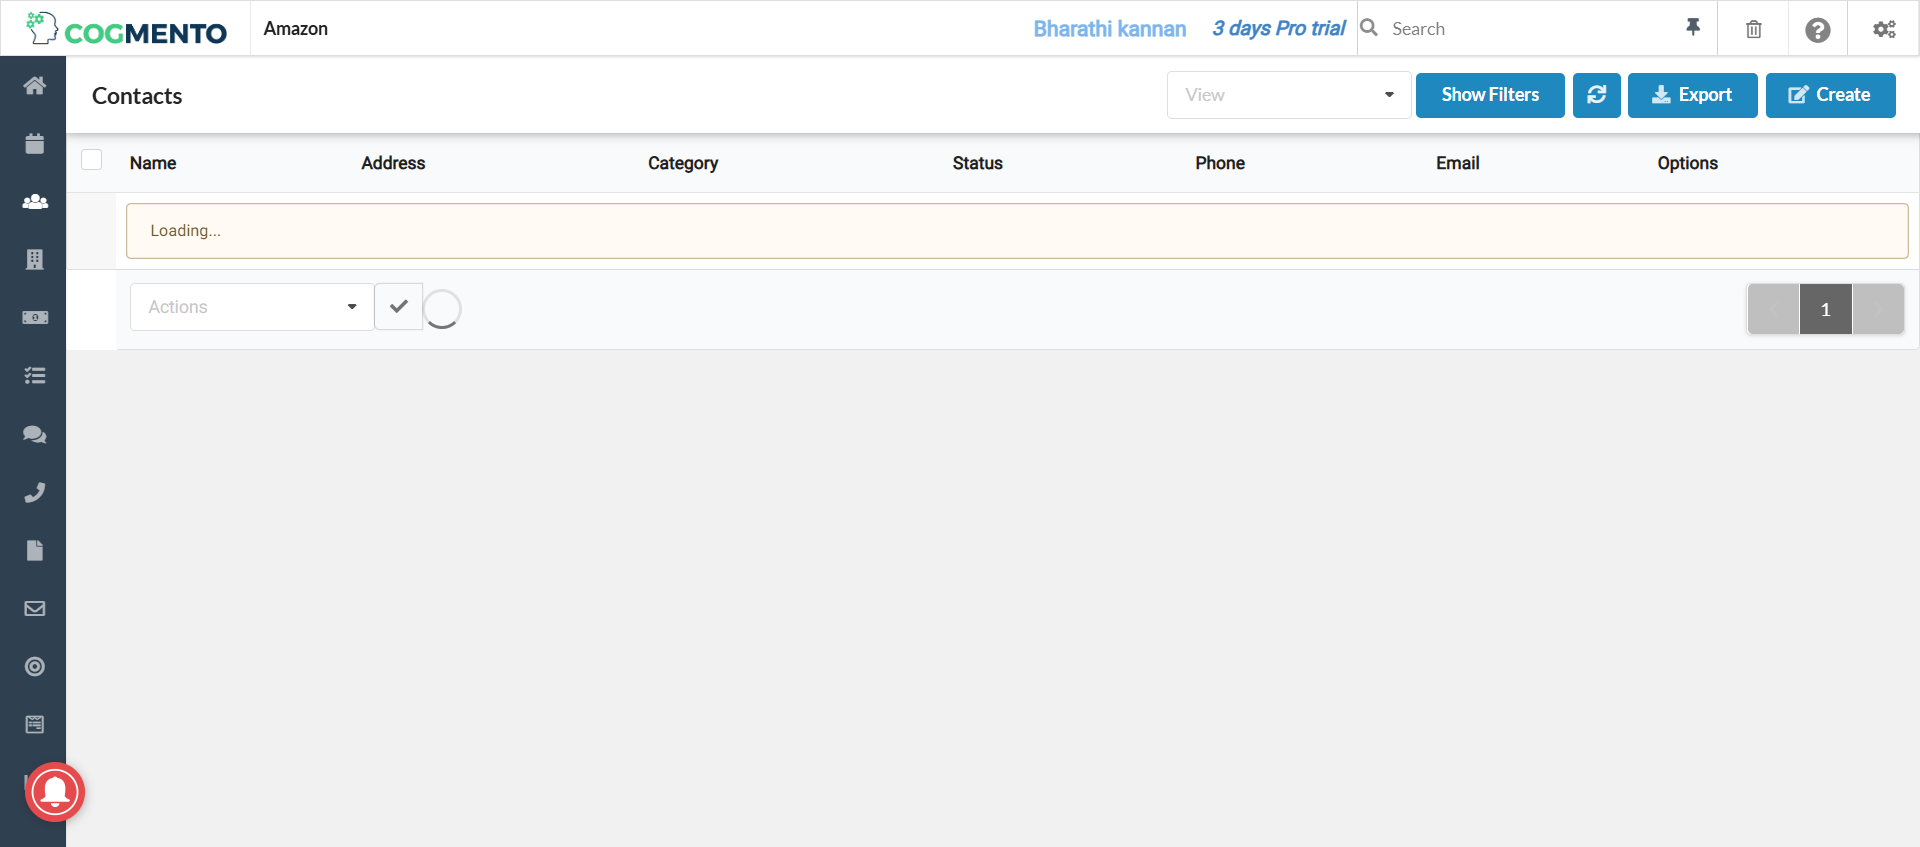 COGMENTO
Amazon
Bharathi kannan
3 days Pro trial
Search
Contacts
View
Show Filters
Export
Create
Name Address Category Status Phone Email Options
Loading...
Actions
1